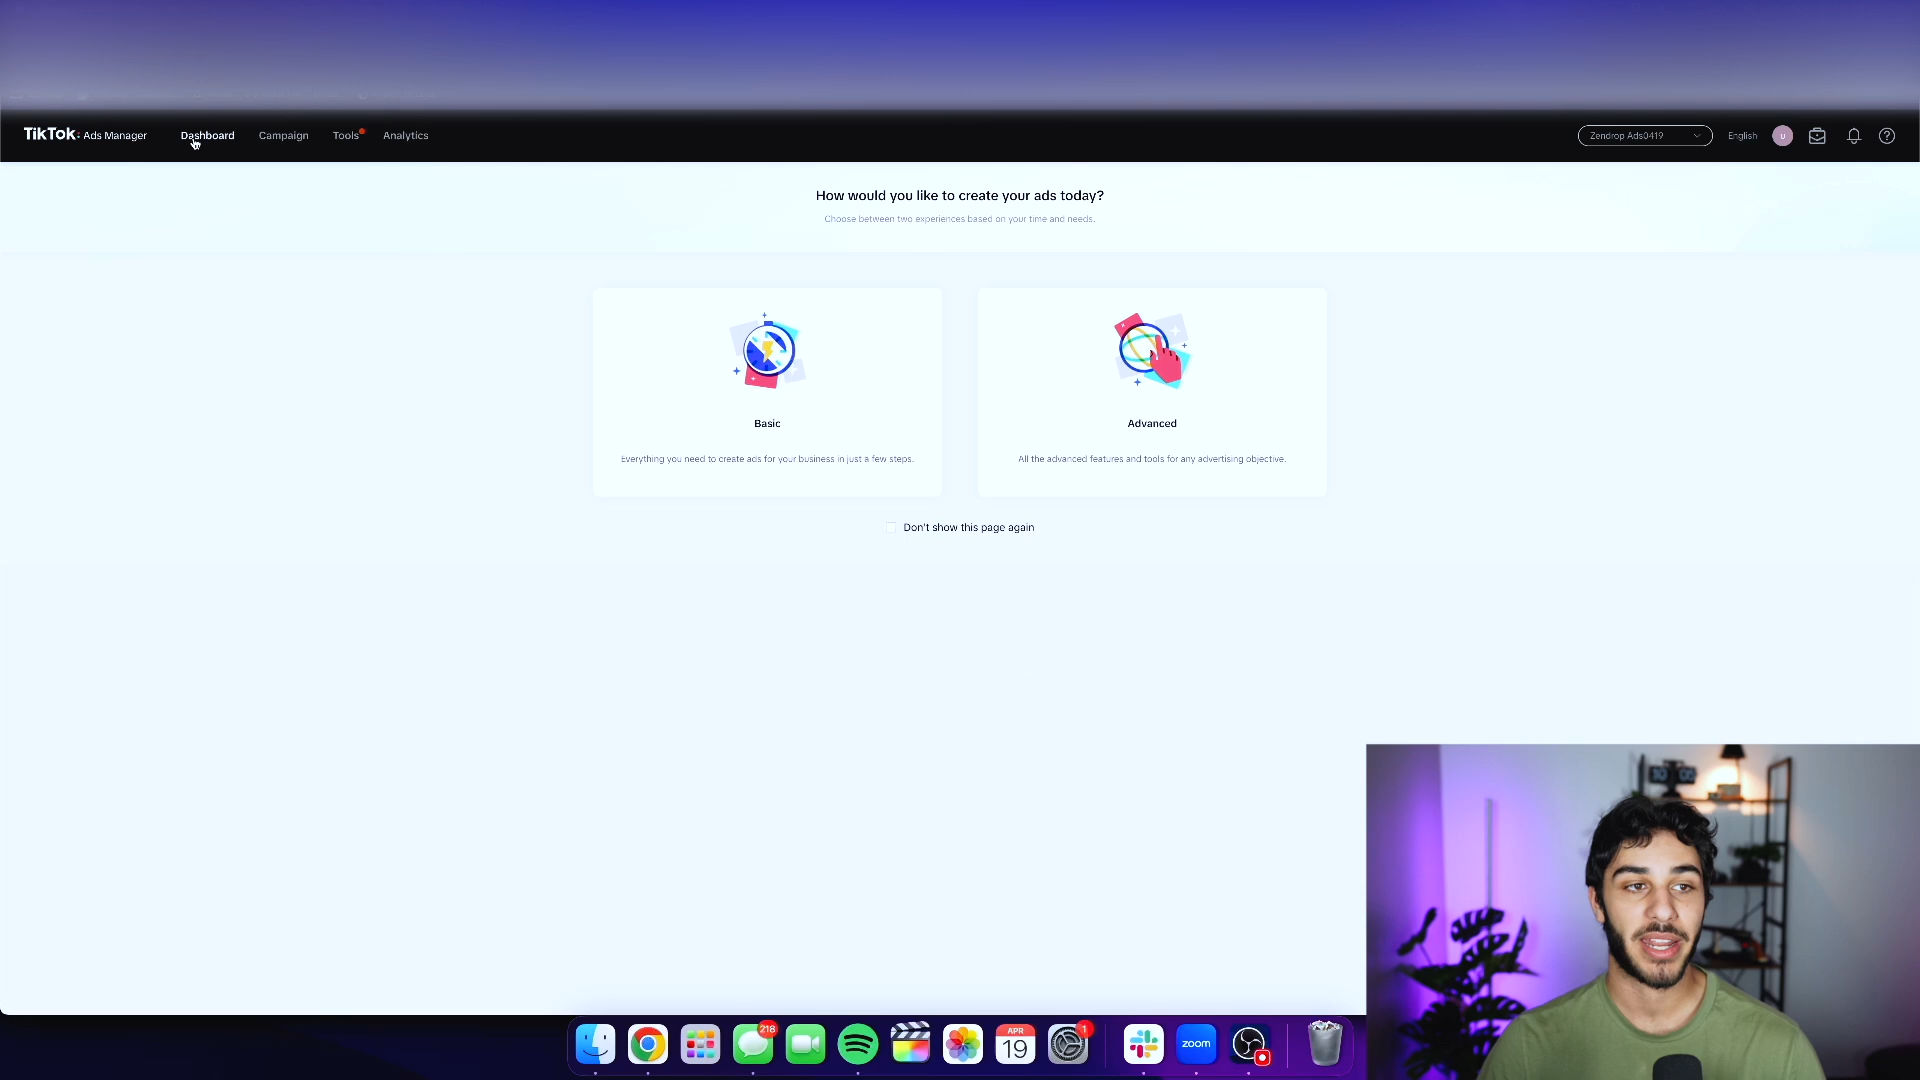 TikTok: Ads Manager Dashboard Campaign Tools Analytics Zendrop Ads0419 English U
How would you like to create your ads today?
Choose between two experiences based on your time and needs.
Basic
Everything you need to create ads for your business in just a few steps.
Advanced
All the advanced features and tools for any advertising objective.
Don't show this page again
218
APR
19
1
zoom